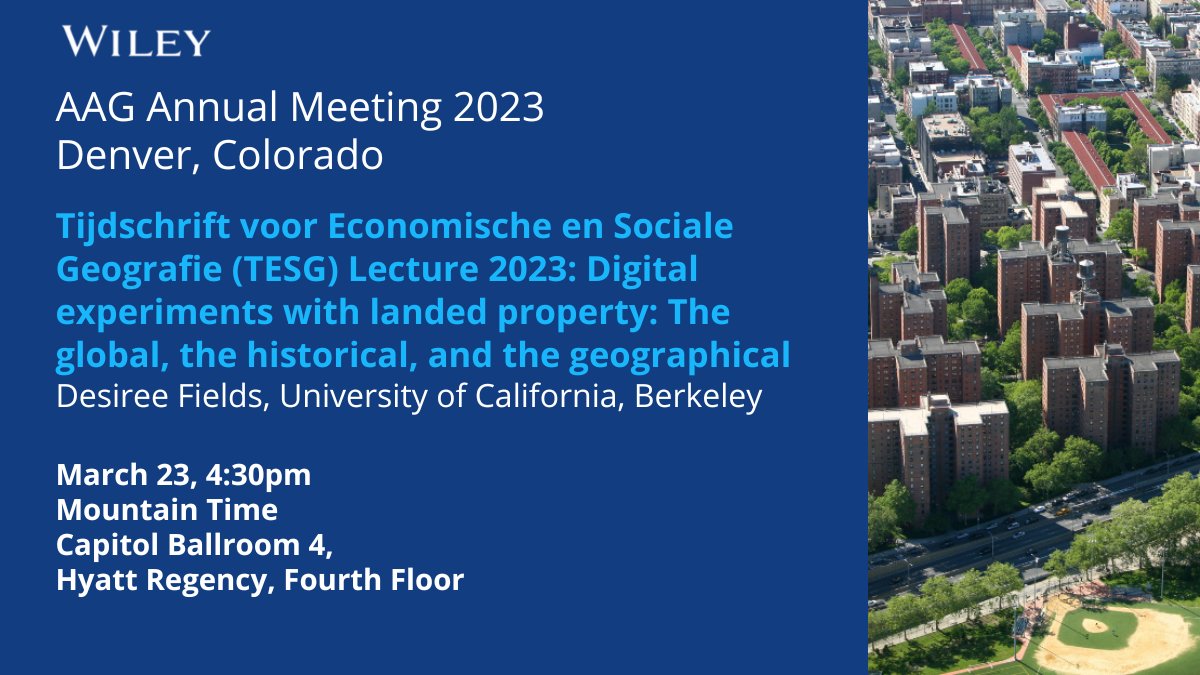 WILEY
AAG Annual Meeting 2023
Denver, Colorado
Tijdschrift voor Economische en Sociale
Geografie (TESG) Lecture 2023: Digital
experiments with landed property: The
global, the historical, and the geographical
Desiree Fields, University of California, Berkeley
March 23, 4:30pm
Mountain Time
Capitol Ballroom 4,
Hyatt Regency, Fourth Floor